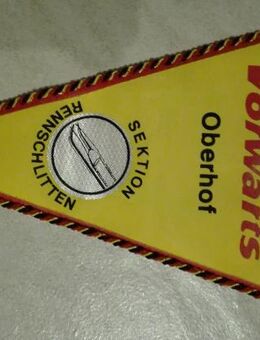 Vorwärts
Oberhof
SEKTION
RENNSCHLITTEN